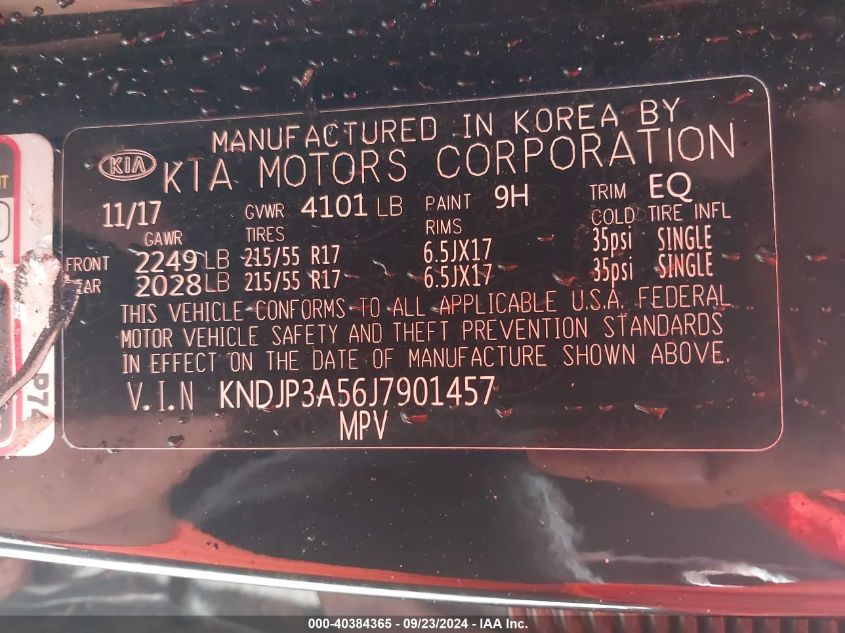 MANUFACTURED IN KOREA BY
KIA KIA MOTORS CORPORATION
11/17 GVWR 4101 LB PAINT 9H TRIM EQ
GAWR TIRES RIMS COLD TIRE INFL
FRONT 2249 LB 215/55 R17 6.5JX17 35psi SINGLE
2028 LB 215/55 R17 6.5JX17 35psi SINGLE
THIS VEHICLE CONFORMS TO ALL APPLICABLE U.S.A. FEDERAL
MOTOR VEHICLE SAFETY AND THEFT PREVENTION STANDARDS
IN EFFECT ON THE DATE OF MANUFACTURE SHOWN ABOVE.
V.I.N KNDJP3A56J7901457
MPV
000-40384365 - 09/23/2024 - IAA Inc.